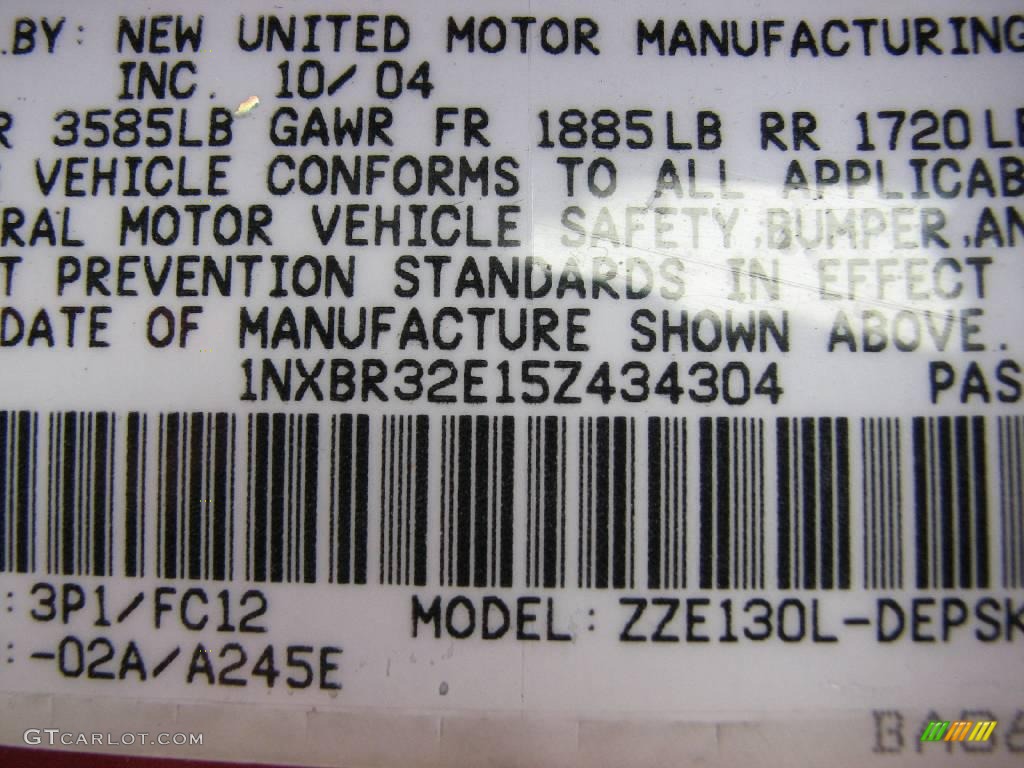 .BY: NEW UNITED MOTOR MANUFACTURING
INC. 10/04
R 3585LB GAWR FR 1885LB RR 1720LB
VEHICLE CONFORMS TO ALL APPLICAB
RAL MOTOR VEHICLE SAFETY,BUMPER,AN
T PREVENTION STANDARDS IN EFFECT
DATE OF MANUFACTURE SHOWN ABOVE.
1NXBR32E15Z434304 PAS
: 3P1/FC12 MODEL: ZZE130L-DEPSK
: -02A/A245E
GTCARLOT.COM